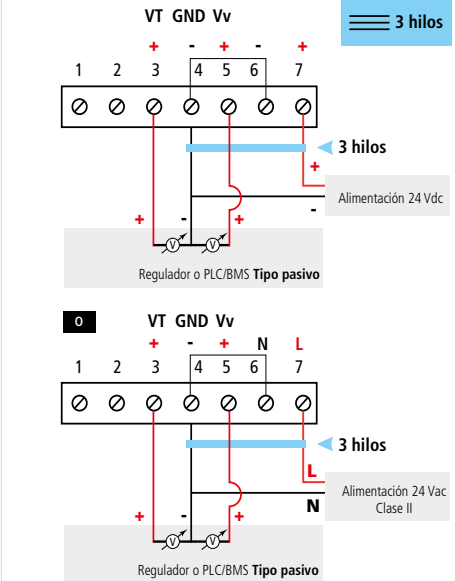 VT GND Vv
3 hilos
+ - + - +
1 2 3 4 5 6 7
3 hilos
+
Alimentación 24 Vdc
-
+ - +
V V
Regulador o PLC/BMS Tipo pasivo
O VT GND Vv
+ - + N L
1 2 3 4 5 6 7
3 hilos
L
Alimentación 24 Vac
Clase II
N
+ - +
V V
Regulador o PLC/BMS Tipo pasivo